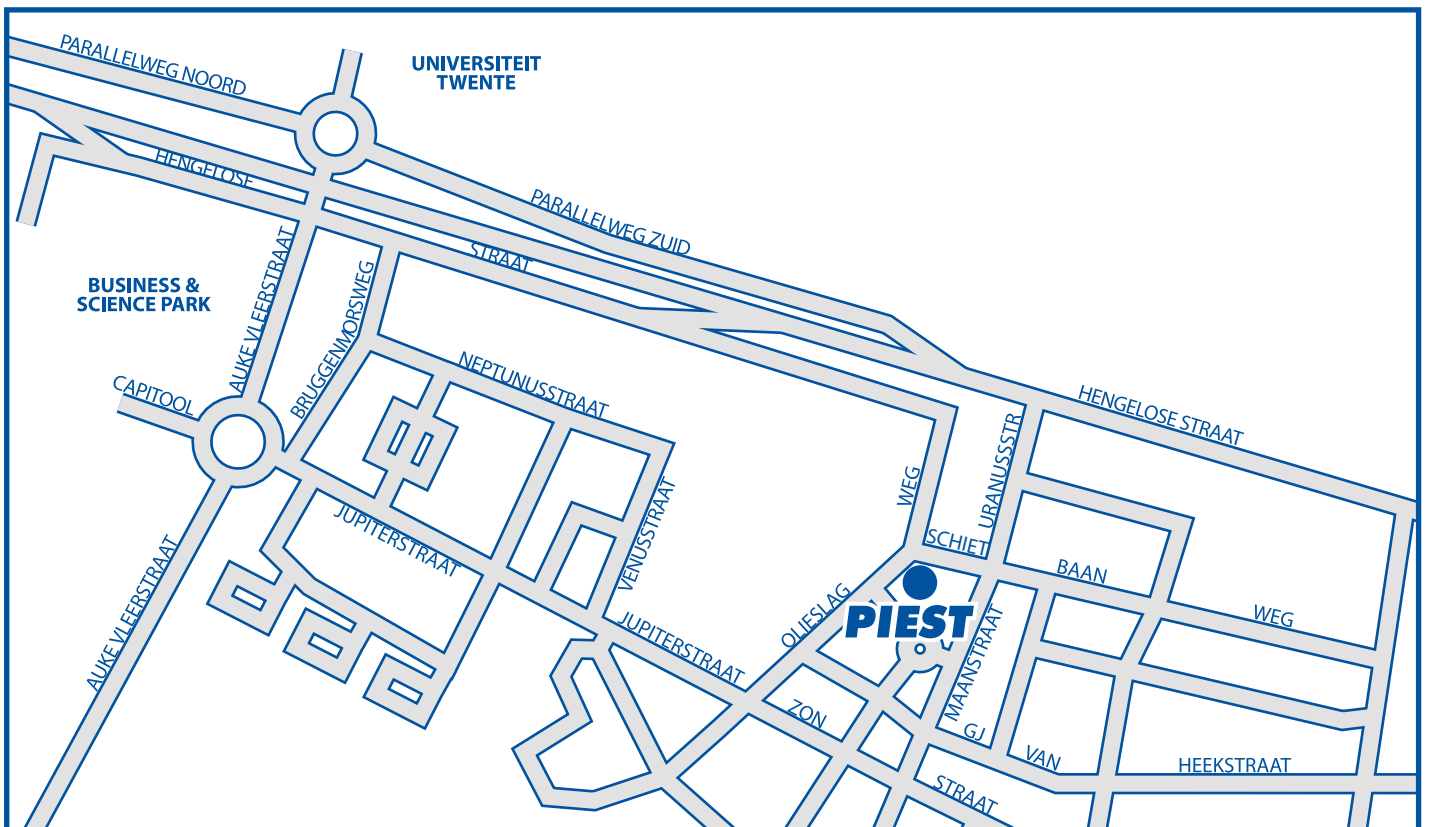 PARALLELWEG NOORD
UNIVERSITEIT
TWENTE
HENGELOSE
PARALLELWEG ZUID
STRAAT
AUKE VLEERSTRAAT
BRUGGENMORSWEG
BUSINESS &
SCIENCE PARK
CAPITOOL
NEPTUNUSSTRAAT
HENGELOSE STRAAT
URANUSSSTR
WEG
JUPITERSTRAAT
VENUSSTRAAT
SCHIET
BAAN
WEG
AUKE VLEERSTRAAT
OLIESLAG
PIEST
JUPITERSTRAAT
MAANSTRAAT
ZON
GJ
VAN
HEEKSTRAAT
STRAAT